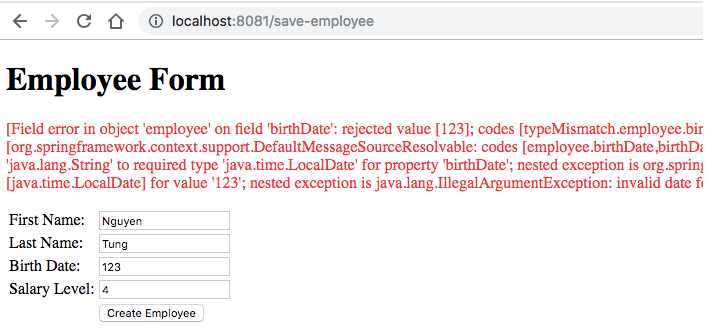 localhost:8081/save-employee
Employee Form
[Field error in object 'employee' on field 'birthDate': rejected value [123]; codes [typeMismatch.employee.bir
[org.springframework.context.support.DefaultMessageSourceResolvable: codes [employee.birthDate,birthDa
'java.lang.String' to required type 'java.time.LocalDate' for property 'birthDate'; nested exception is org.spring
[java.time.LocalDate] for value '123'; nested exception is java.lang.IllegalArgumentException: invalid date fo
First Name: Nguyen
Last Name: Tung
Birth Date: 123
Salary Level: 4
Create Employee